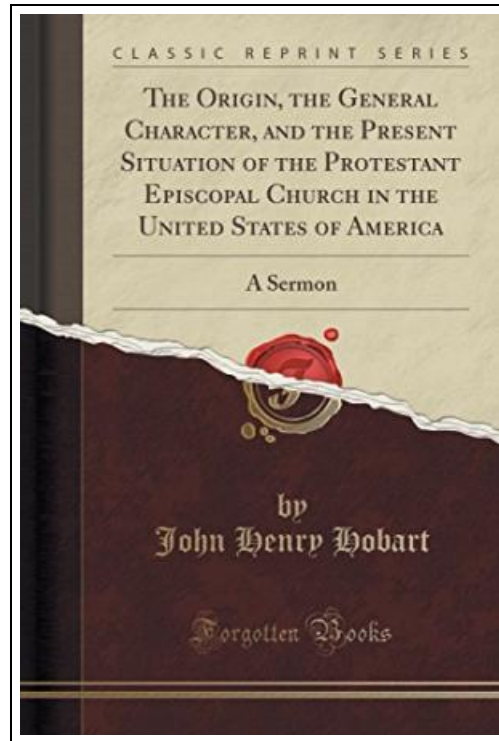 CLASSIC REPRINT SERIES
THE ORIGIN, THE GENERAL
CHARACTER, AND THE PRESENT
SITUATION OF THE PROTESTANT
EPISCOPAL CHURCH IN THE
UNITED STATES OF AMERICA
A Sermon
by
John Henry Hobart
Forgotten Books